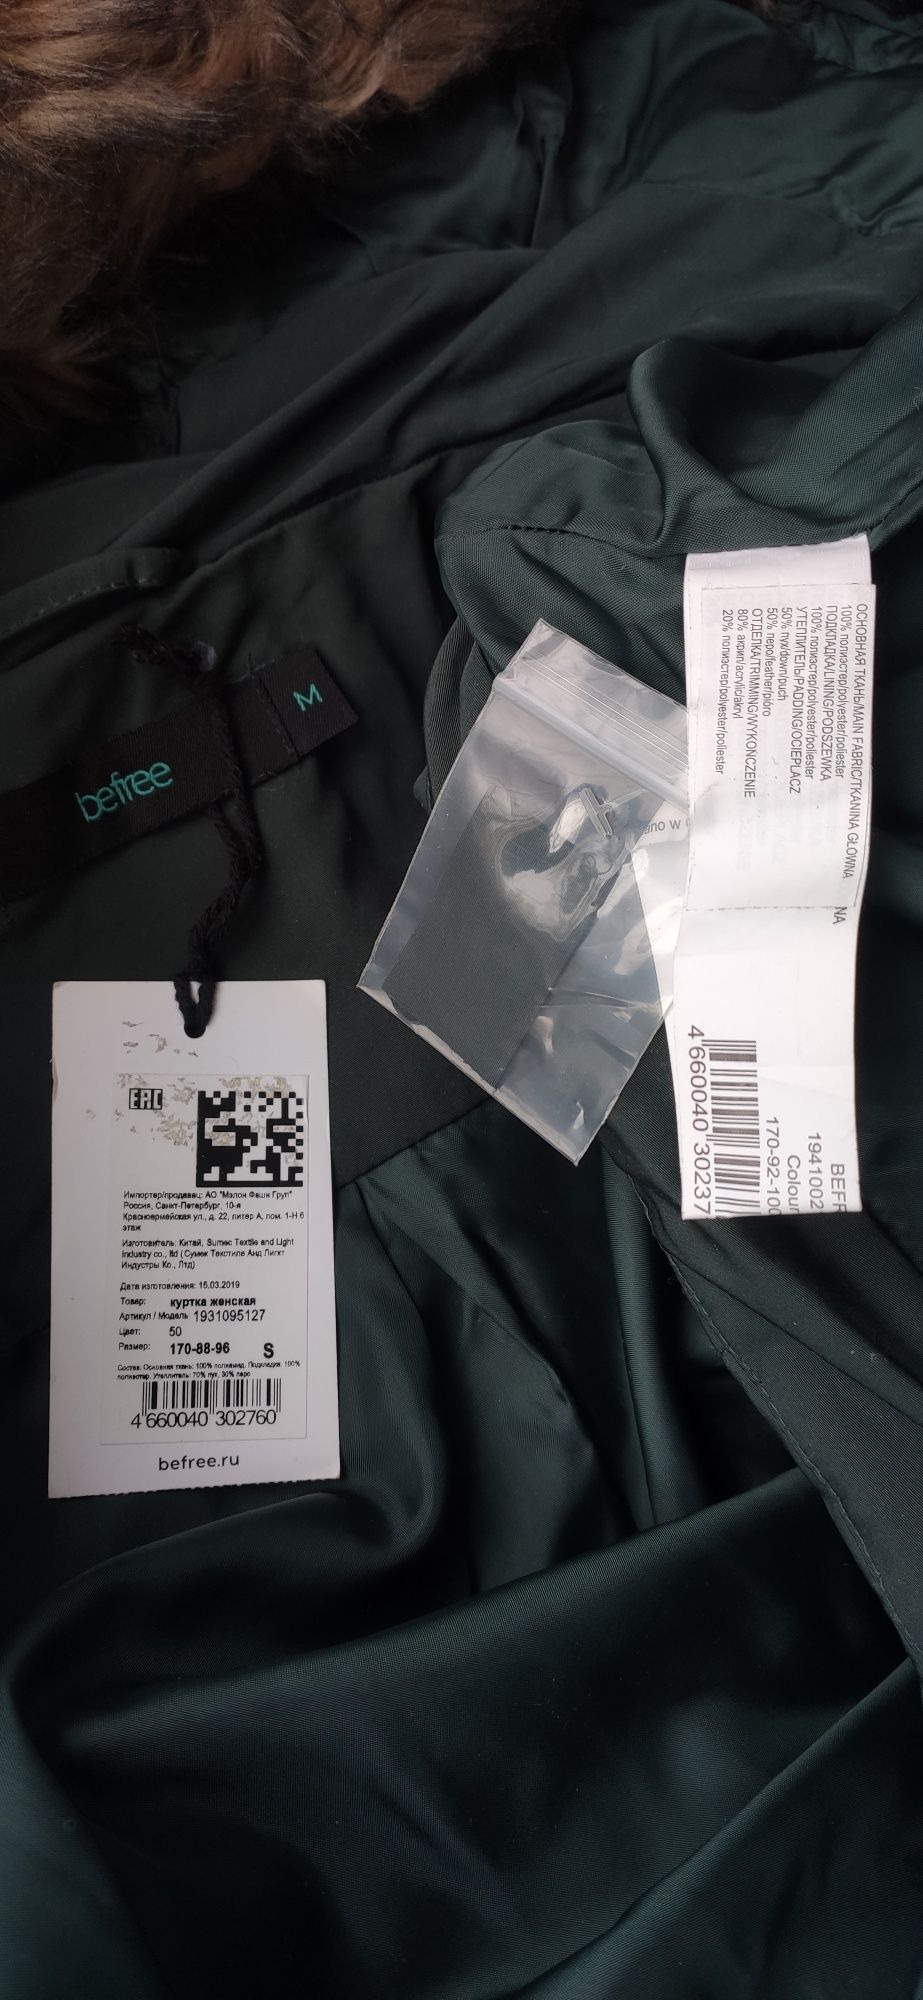 befree
M
ОСНОВНАЯ ТКАНЬ/MAIN FABRIC/TKANINA GŁOWNA
100% полиэстер/polyester/poliester
ПОДКЛАДКА/LINING/PODSZEWKA
100% полиэстер/polyester/poliester
УТЕПЛИТЕЛЬ/PADDING/OCIEPLACZ
50% пух/down/puch
50% перо/feather/pióro
ОТДЕЛКА/TRIMMING/WYKOŃCZENIE
80% акрил/acrylic/akryl
20% полиэстер/polyester/poliester
NA
ano w
BEFR
1941002
Colour
170-92-100
4 660040 30237
EAC
Импортер/продавец: АО "Мэлон Фэшн Груп"
Россия, Санкт-Петербург, 10-я
Красноармейская ул., д. 22, литер А, пом. 1-Н 6
этаж
Изготовитель: Китай, Sumec Textile and Light
Industry co., ltd (Сумек Текстиле Анд Лигхт
Индустры Ко., Лтд)
Дата изготовления: 15.03.2019
Товар: куртка женская
Артикул / Модель 1931095127
Цвет: 50
Размер: 170-88-96 S
Состав: Основная ткань: 100% полиамид. Подкладка: 100%
полиэстер. Утеплитель: 70% пух, 30% перо
4 660040 302760
befree.ru